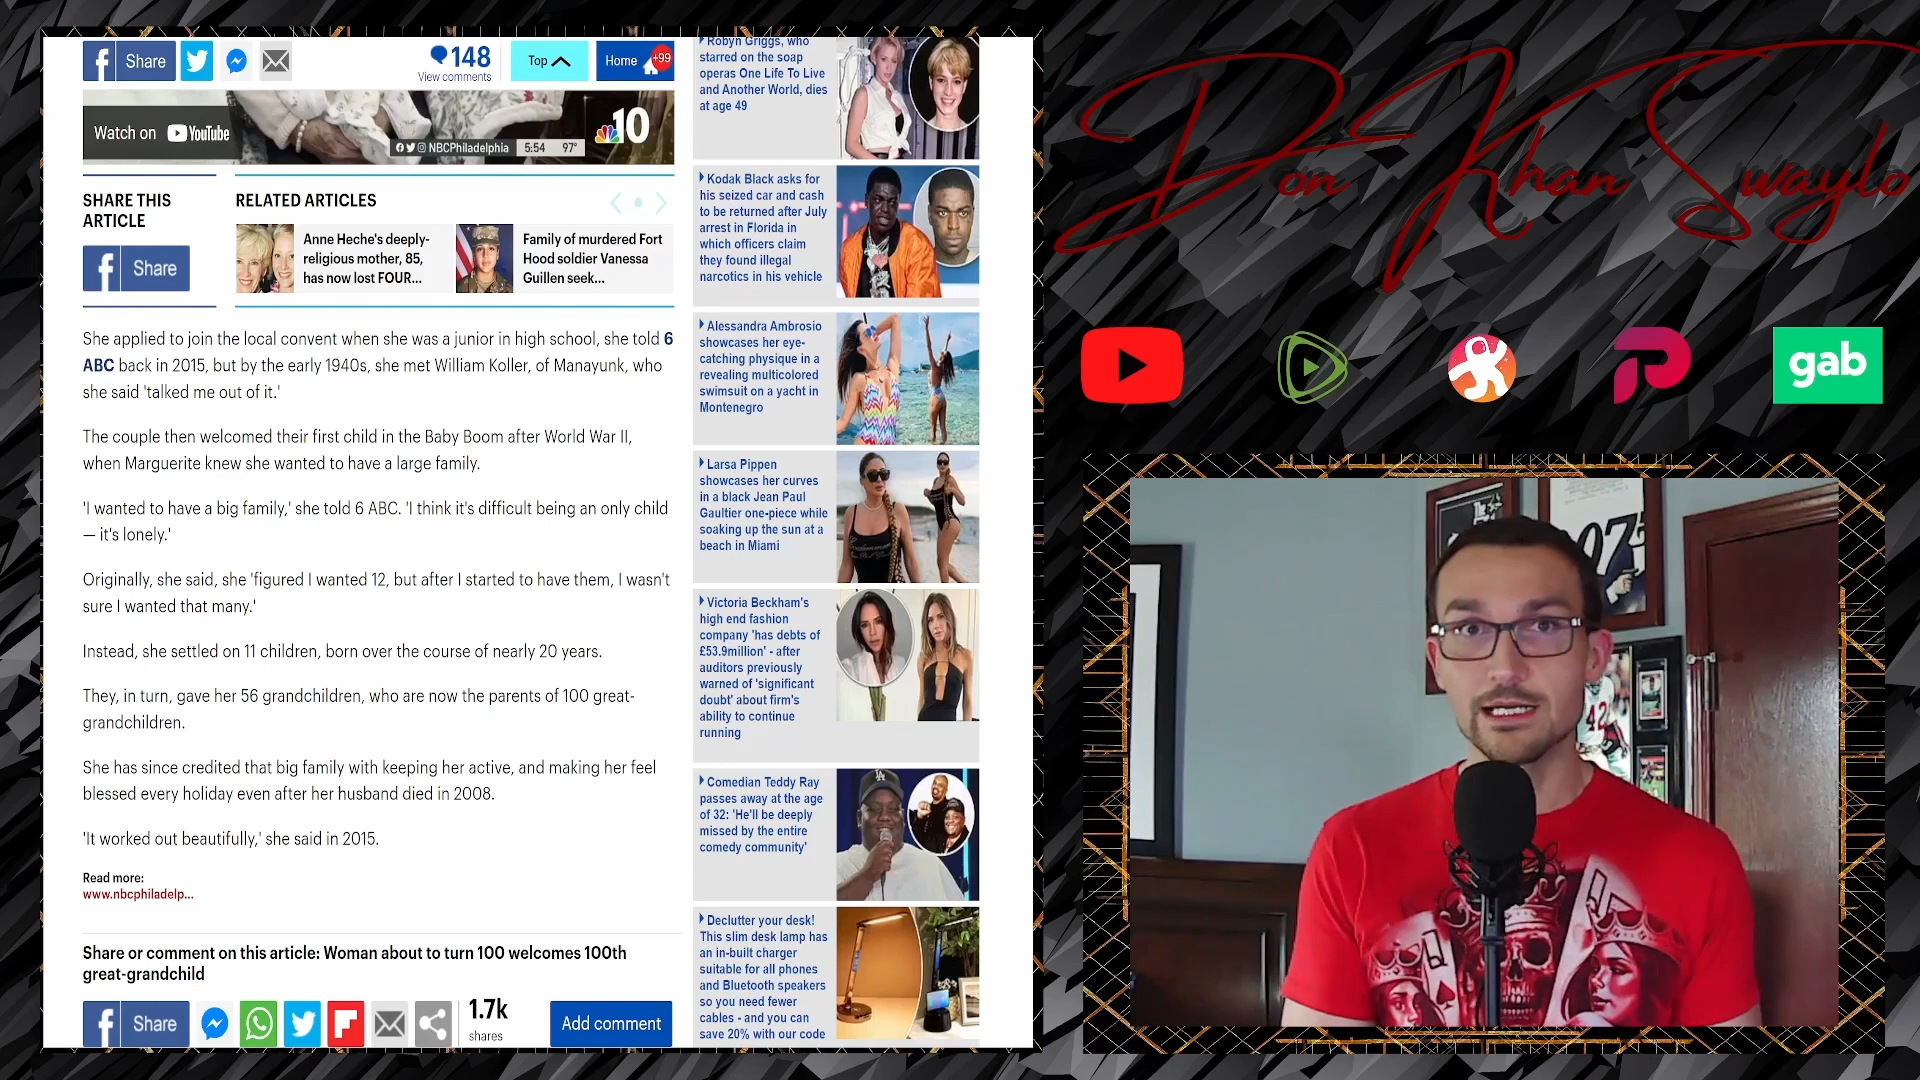 Share
148
View comments
Top
Home
+99
Watch on YouTube
NBCPhiladelphia 5:54 97°
10
SHARE THIS
ARTICLE
Share
RELATED ARTICLES
Anne Heche's deeply-
religious mother, 85,
has now lost FOUR...
Family of murdered Fort
Hood soldier Vanessa
Guillen seek...
She applied to join the local convent when she was a junior in high school, she told 6
ABC back in 2015, but by the early 1940s, she met William Koller, of Manayunk, who
she said 'talked me out of it.'
The couple then welcomed their first child in the Baby Boom after World War II,
when Marguerite knew she wanted to have a large family.
'I wanted to have a big family,' she told 6 ABC. 'I think it's difficult being an only child
— it's lonely.'
Originally, she said, she 'figured I wanted 12, but after I started to have them, I wasn't
sure I wanted that many.'
Instead, she settled on 11 children, born over the course of nearly 20 years.
They, in turn, gave her 56 grandchildren, who are now the parents of 100 great-
grandchildren.
She has since credited that big family with keeping her active, and making her feel
blessed every holiday even after her husband died in 2008.
'It worked out beautifully,' she said in 2015.
Read more:
www.nbcphiladelp...
Share or comment on this article: Woman about to turn 100 welcomes 100th
great-grandchild
Share
1.7k
shares
Add comment
Robyn Griggs, who
starred on the soap
operas One Life To Live
and Another World, dies
at age 49
Kodak Black asks for
his seized car and cash
to be returned after July
arrest in Florida in
which officers claim
they found illegal
narcotics in his vehicle
Alessandra Ambrosio
showcases her eye-
catching physique in a
revealing multicolored
swimsuit on a yacht in
Montenegro
Larsa Pippen
showcases her curves
in a black Jean Paul
Gaultier one-piece while
soaking up the sun at a
beach in Miami
Victoria Beckham's
high end fashion
company 'has debts of
£53.9million' - after
auditors previously
warned of 'significant
doubt' about firm's
ability to continue
running
Comedian Teddy Ray
passes away at the age
of 32: 'He'll be deeply
missed by the entire
comedy community'
Declutter your desk!
This slim desk lamp has
an in-built charger
suitable for all phones
and Bluetooth speakers
so you need fewer
cables - and you can
save 20% with our code
Don Khan Swaylo
gab
007
42